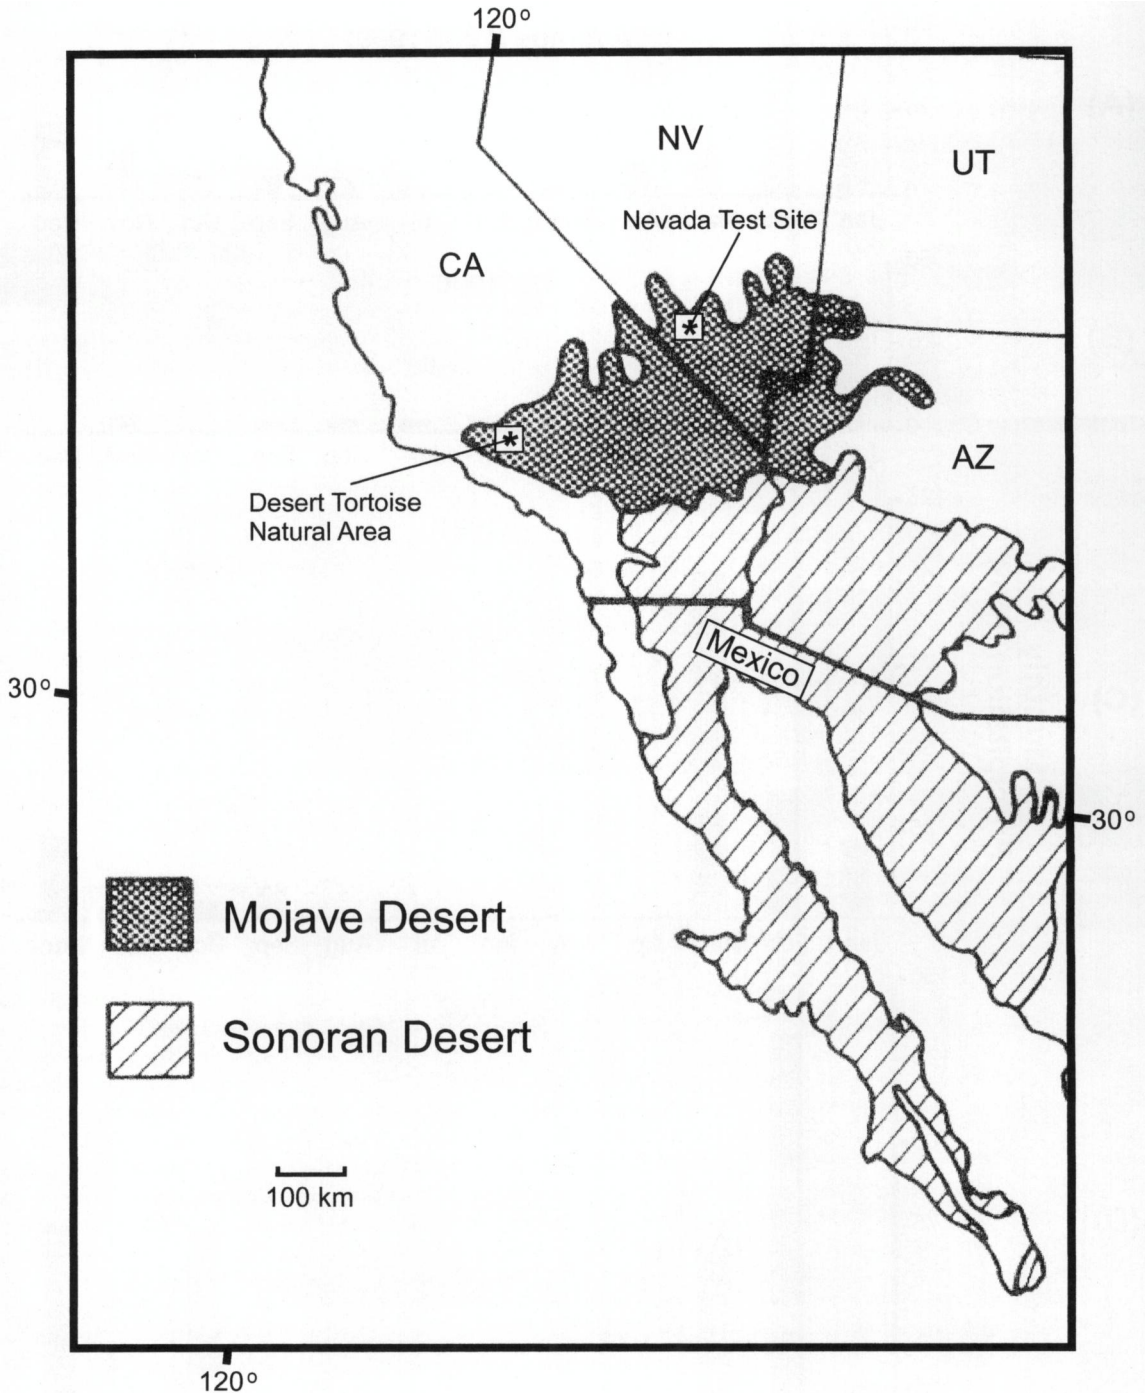 120°
NV
UT
Nevada Test Site
CA
AZ
Desert Tortoise
Natural Area
Mexico
30°
30°
Mojave Desert
Sonoran Desert
100 km
120°